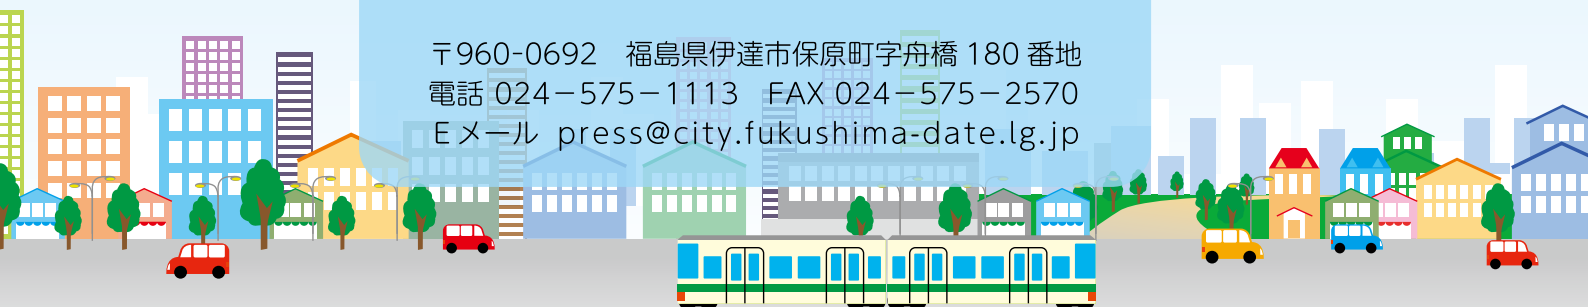 〒960-0692　福島県伊達市保原町字舟橋 180 番地
電話 024－575－1113　FAX 024－575－2570
Eメール press@city.fukushima-date.lg.jp